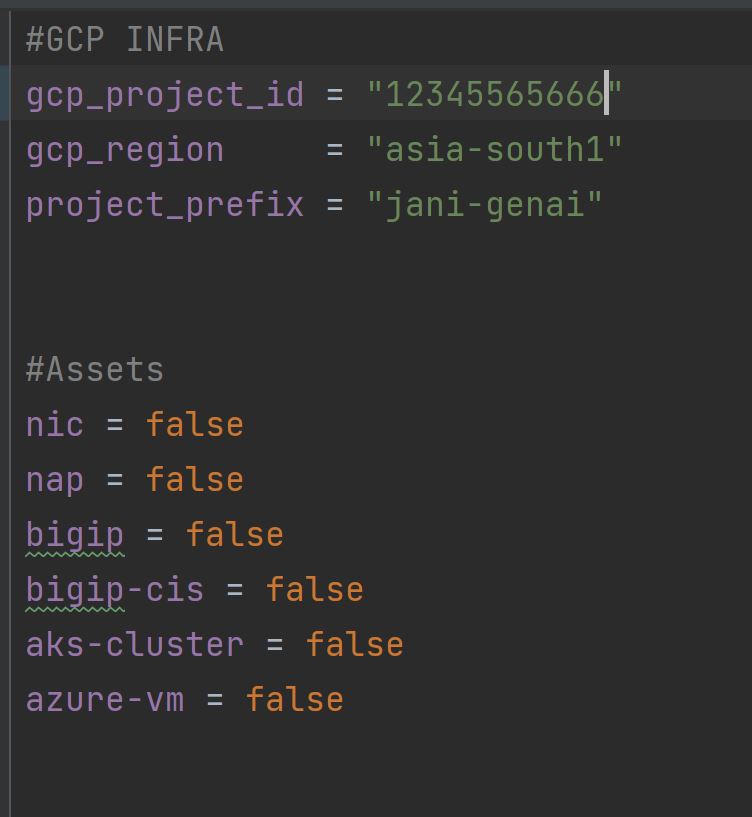 #GCP INFRA
gcp_project_id = "12345565666"
gcp_region     = "asia-south1"
project_prefix = "jani-genai"
#Assets
nic = false
nap = false
bigip = false
bigip-cis = false
aks-cluster = false
azure-vm = false